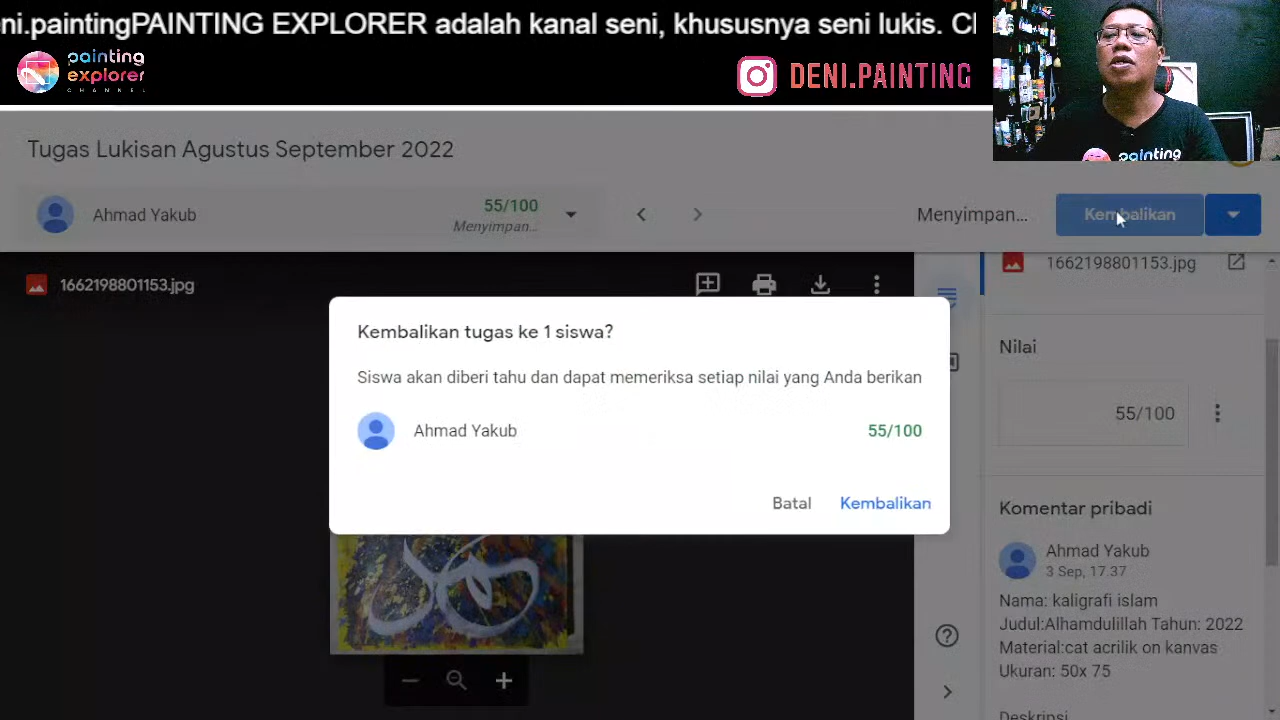 ni.paintingPAINTING EXPLORER adalah kanal seni, khususnya seni lukis. Cl
painting
explorer
CHANNEL
DENI.PAINTING
painting
Tugas Lukisan Agustus September 2022
Ahmad Yakub
55/100
Menyimpan...
Menyimpan...
Kembalikan
1662198801153.jpg
1662198801153.jpg
Kembalikan tugas ke 1 siswa?
Siswa akan diberi tahu dan dapat memeriksa setiap nilai yang Anda berikan
Ahmad Yakub
55/100
Batal
Kembalikan
Nilai
55/100
Komentar pribadi
Ahmad Yakub
3 Sep, 17.37
Nama: kaligrafi islam
Judul:Alhamdulillah Tahun: 2022
Material:cat acrilik on kanvas
Ukuran: 50x 75
Deskripsi